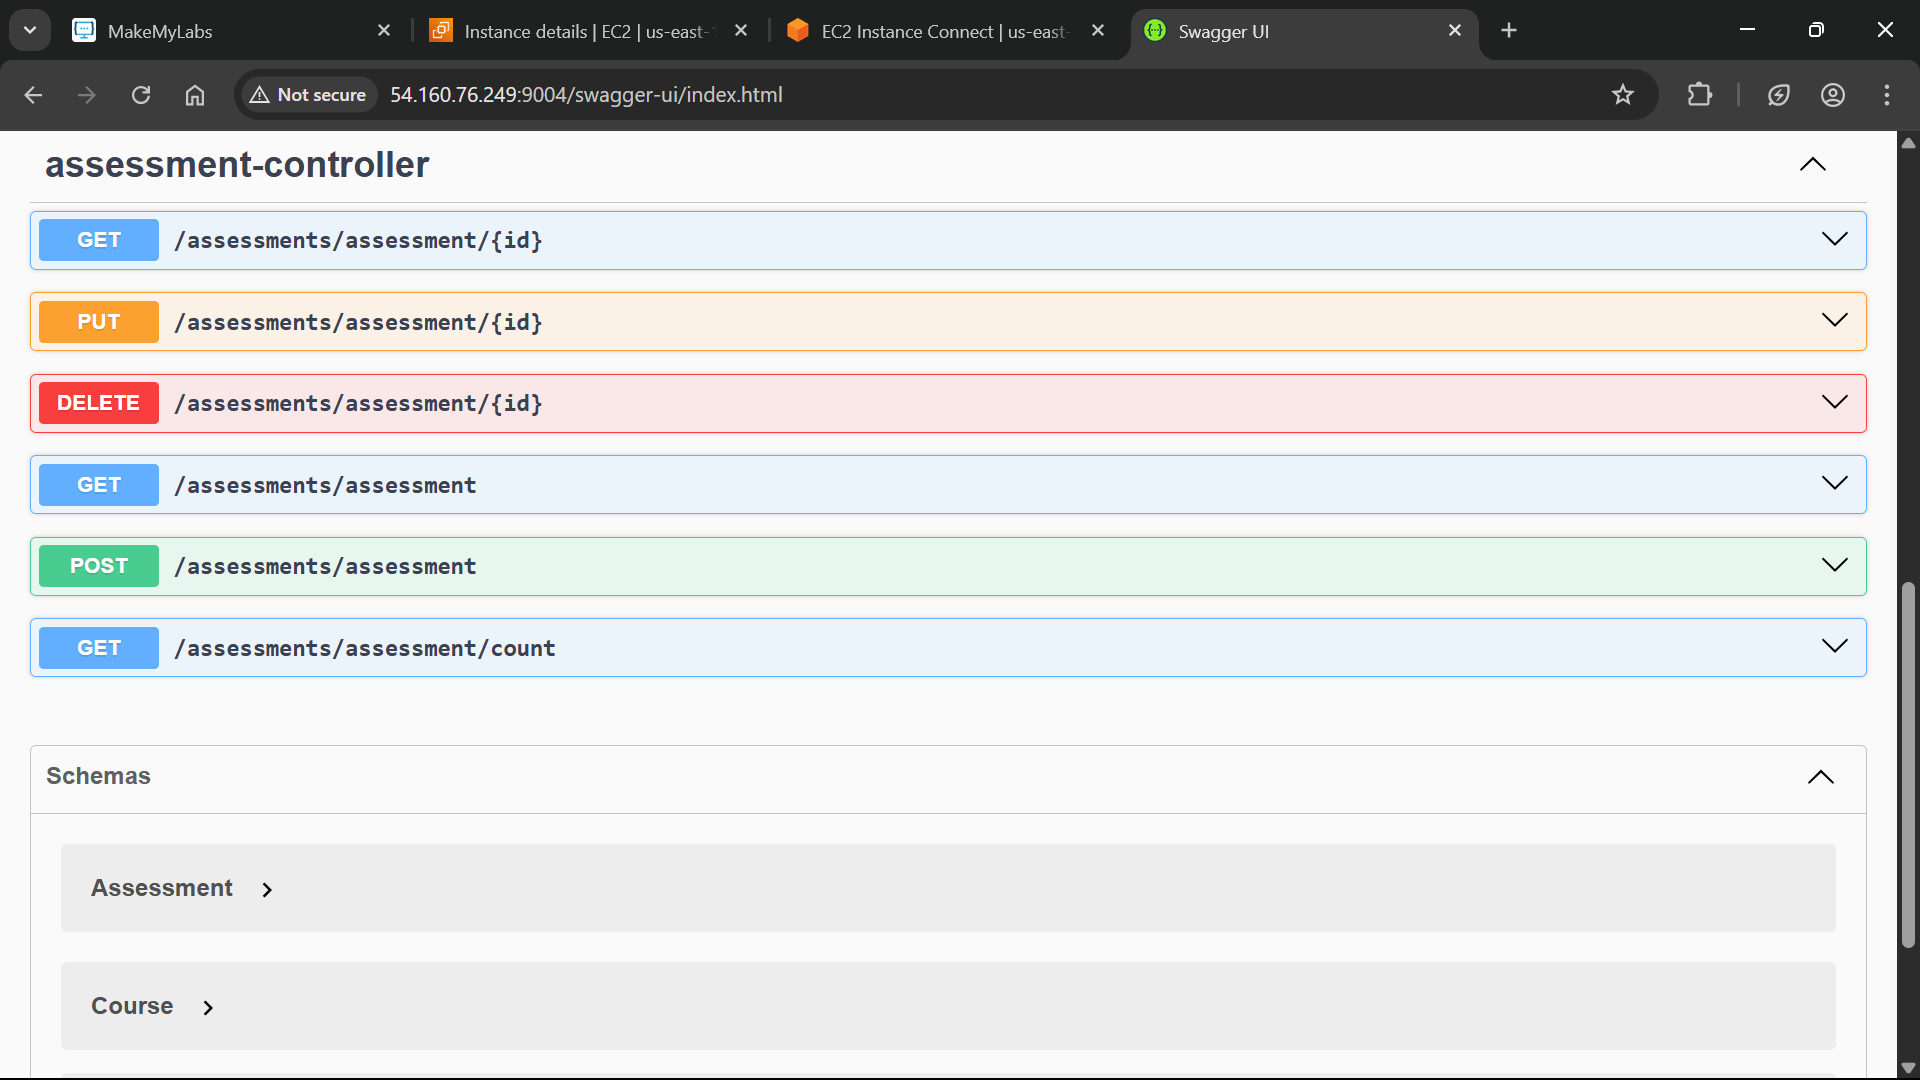 MakeMyLabs
Instance details | EC2 | us-east-1
EC2 Instance Connect | us-east-
Swagger UI
Not secure
54.160.76.249:9004/swagger-ui/index.html
assessment-controller
GET /assessments/assessment/{id}
PUT /assessments/assessment/{id}
DELETE /assessments/assessment/{id}
GET /assessments/assessment
POST /assessments/assessment
GET /assessments/assessment/count
Schemas
Assessment
Course